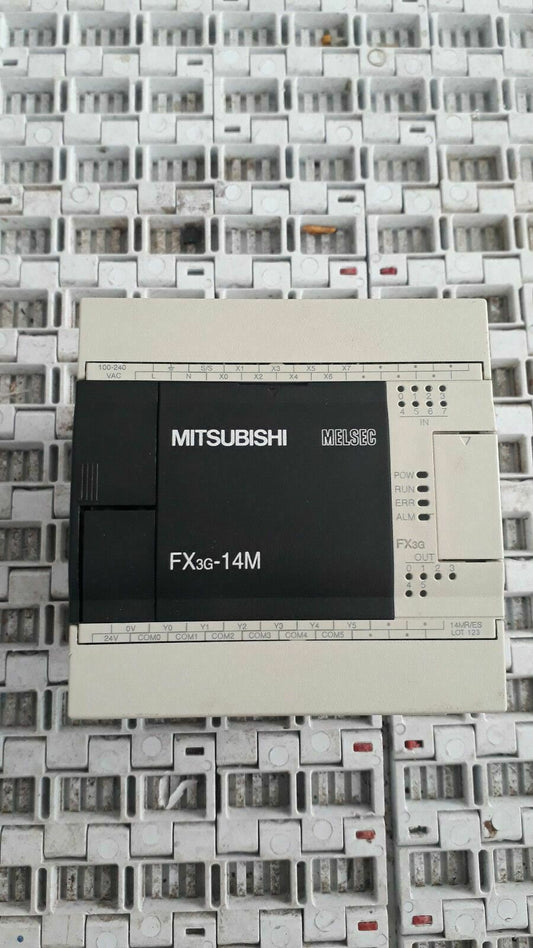 100-240 ⏚ S/S X1 X3 X5 X7 • • • •
VAC L N X0 X2 X4 X6 • • • •
0 1 2 3
4 5 6 7
IN
MITSUBISHI MELSEC
POW
RUN
ERR
ALM
FX3G
OUT
0 1 2 3
4 5
FX3G-14M
0V Y0 Y1 Y2 Y3 Y4 Y5 • • 14MR/ES
24V COM0 COM1 COM2 COM3 COM4 COM5 • • LOT 123